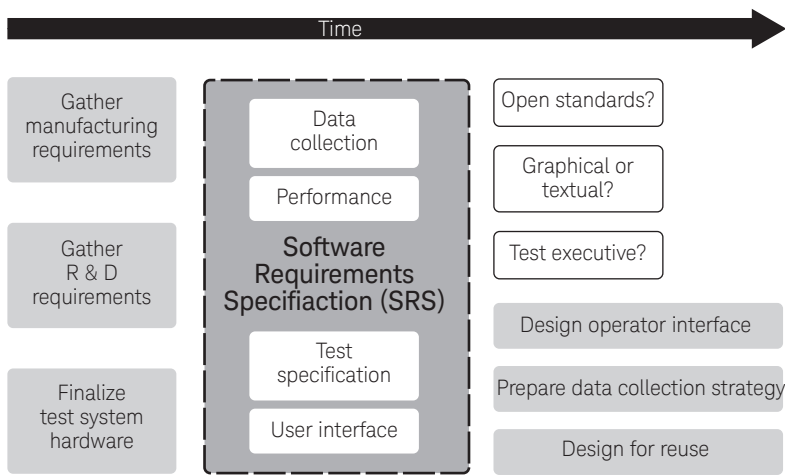 Time
Gather
manufacturing
requirements
Gather
R & D
requirements
Finalize
test system
hardware
Data
collection
Performance
Software
Requirements
Specifiaction (SRS)
Test
specification
User interface
Open standards?
Graphical or
textual?
Test executive?
Design operator interface
Prepare data collection strategy
Design for reuse